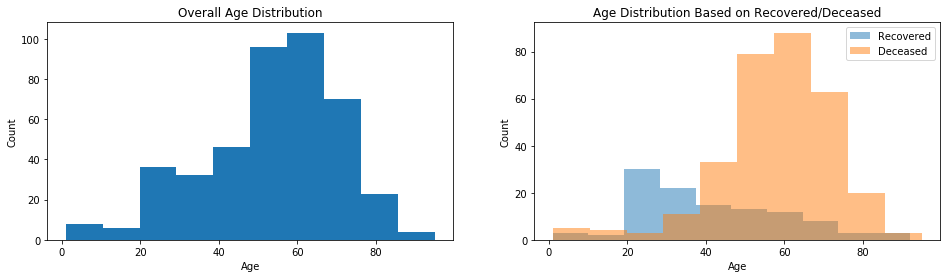 Overall Age Distribution
100
80
60
40
20
0
Count
0 20 40 60 80
Age
Age Distribution Based on Recovered/Deceased
Recovered
Deceased
80
60
40
20
0
Count
0 20 40 60 80
Age